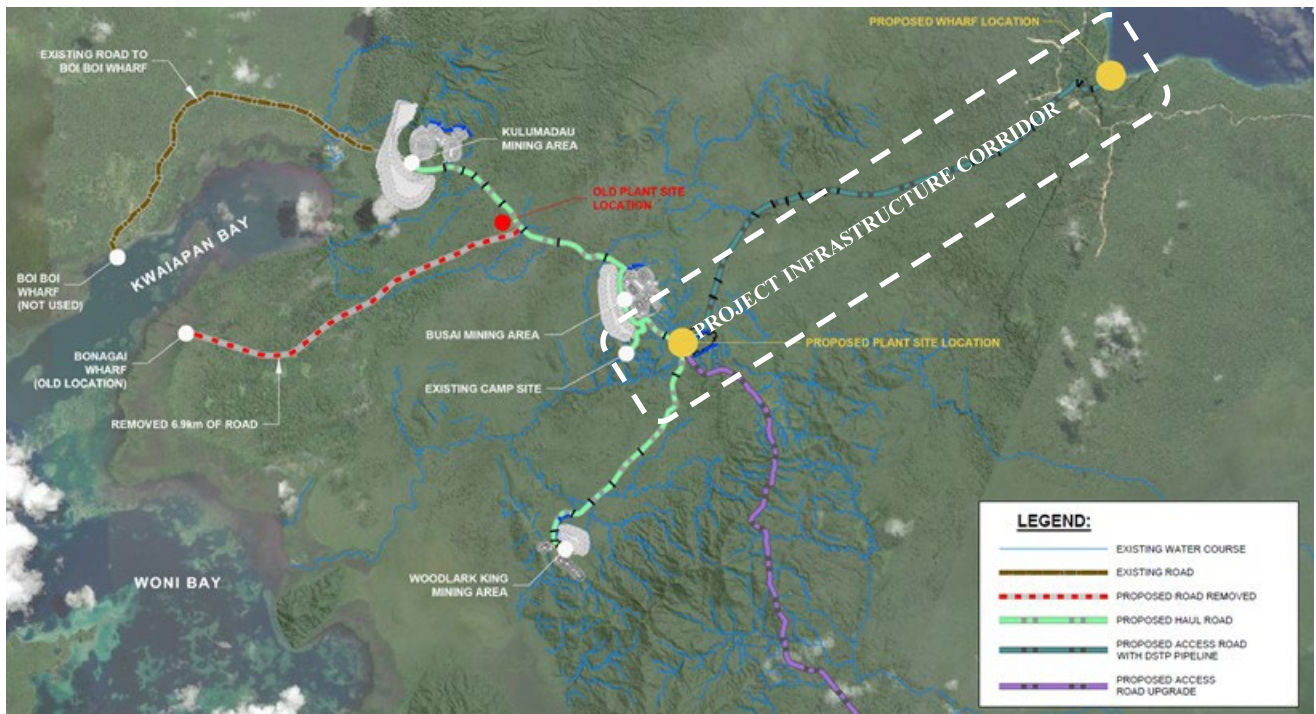 PROPOSED WHARF LOCATION
EXISTING ROAD TO
BOI BOI WHARF
KULUMADAU
MINING AREA
OLD PLANT SITE
LOCATION
PROJECT INFRASTRUCTURE CORRIDOR
KWAIAPAN BAY
BOI BOI
WHARF
(NOT USED)
BUSAI MINING AREA
PROPOSED PLANT SITE LOCATION
BONAGAI
WHARF
(OLD LOCATION)
EXISTING CAMP SITE
REMOVED 6.9km OF ROAD
WOODLARK KING
MINING AREA
WONI BAY
LEGEND:
EXISTING WATER COURSE
EXISTING ROAD
PROPOSED ROAD REMOVED
PROPOSED HAUL ROAD
PROPOSED ACCESS ROAD
WITH DSTP PIPELINE
PROPOSED ACCESS
ROAD UPGRADE